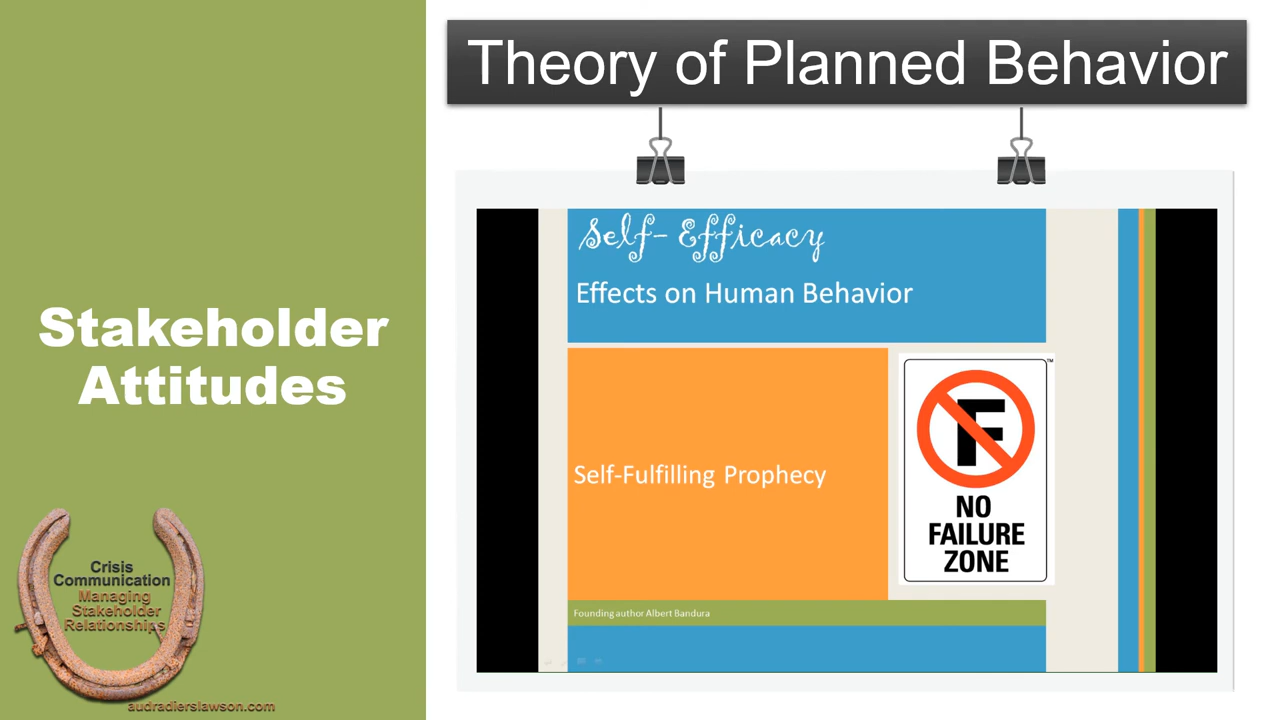 Theory of Planned Behavior
Stakeholder
Attitudes
Self-Efficacy
Effects on Human Behavior
Self-Fulfilling Prophecy
F
NO
FAILURE
ZONE
TM
Founding author Albert Bandura
Crisis
Communication
Managing
Stakeholder
Relationships
audradierslawson.com